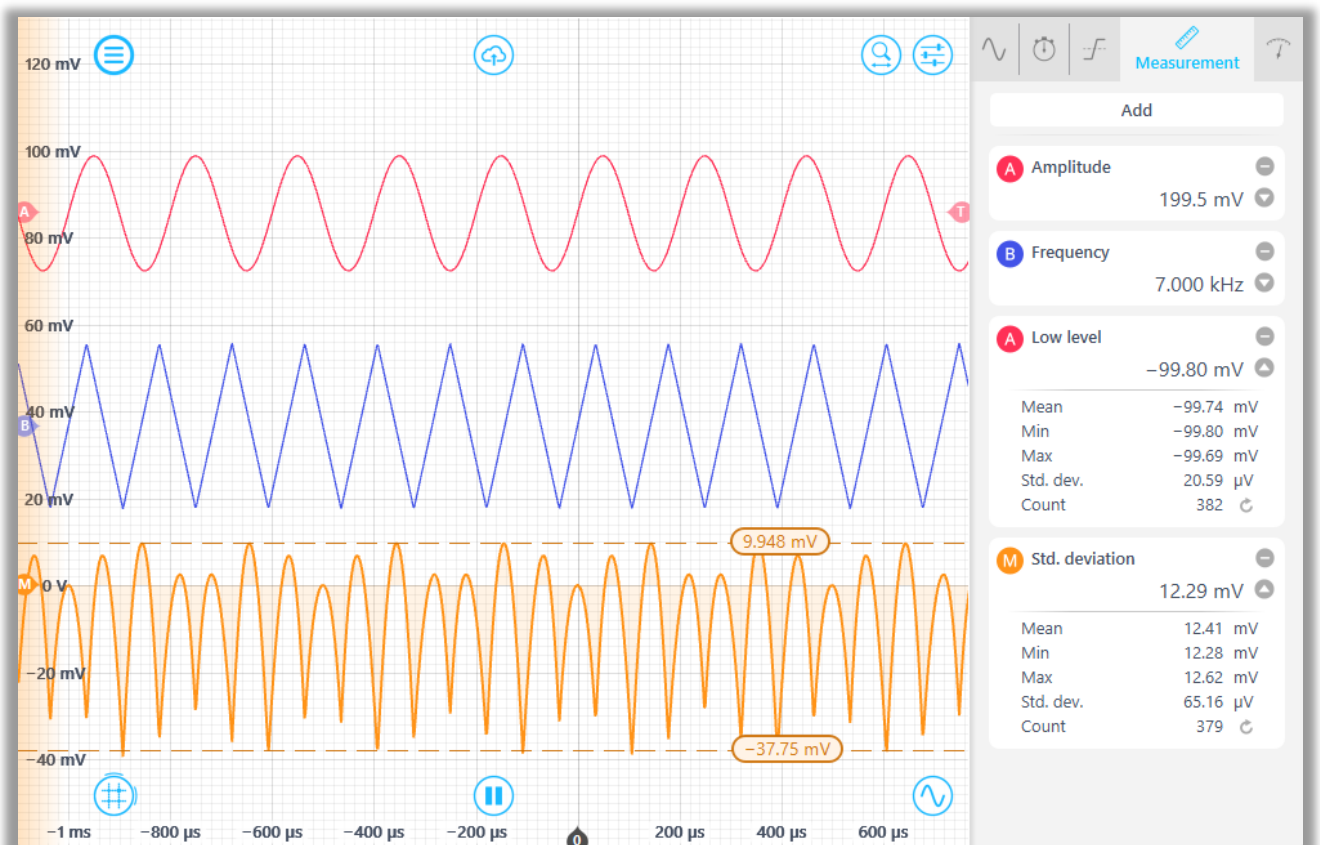 Measurement
120 mV
100 mV
A
T
80 mV
60 mV
40 mV
B
20 mV
9.948 mV
M
0 V
−20 mV
−37.75 mV
−40 mV
−1 ms
−800 μs
−600 μs
−400 μs
−200 μs
0
200 μs
400 μs
600 μs
Add
A Amplitude
199.5 mV
B Frequency
7.000 kHz
A Low level
−99.80 mV
Mean −99.74 mV
Min −99.80 mV
Max −99.69 mV
Std. dev. 20.59 μV
Count 382
M Std. deviation
12.29 mV
Mean 12.41 mV
Min 12.28 mV
Max 12.62 mV
Std. dev. 65.16 μV
Count 379